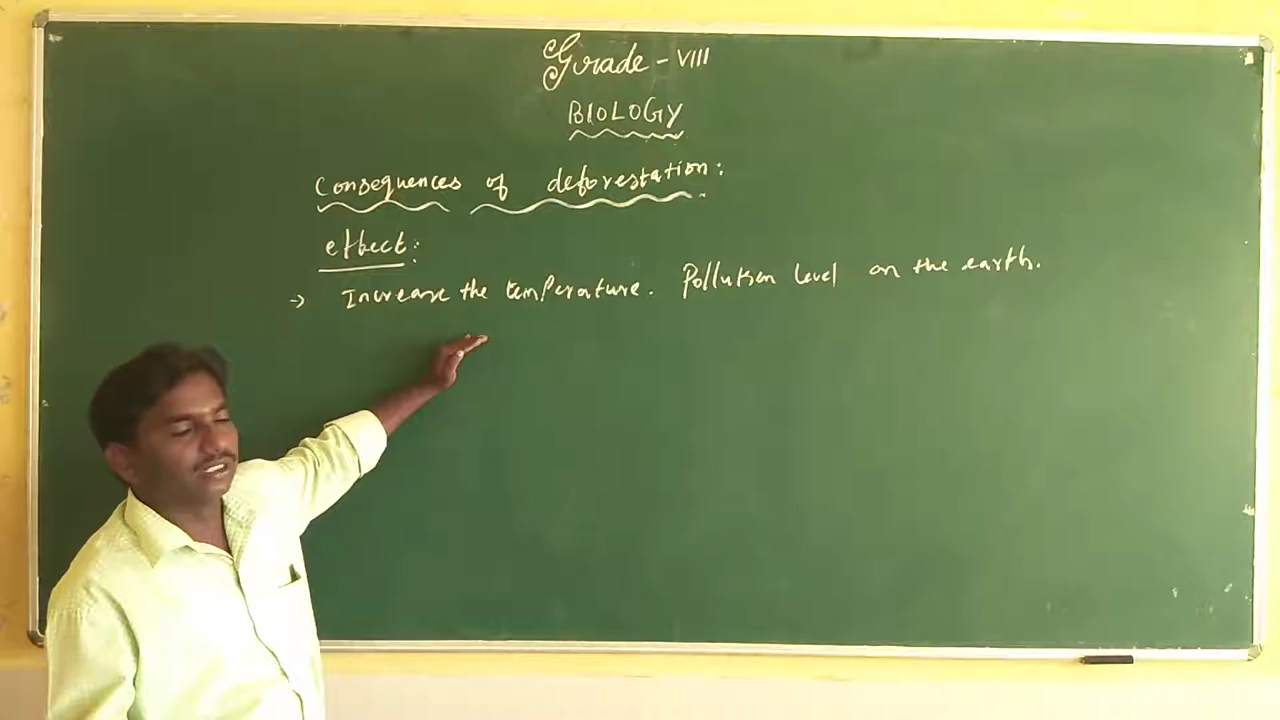 Grade - VIII
BIOLOGY
Consequences of deforestation:
effect:
→ Increase the temperature. Pollution level on the earth.